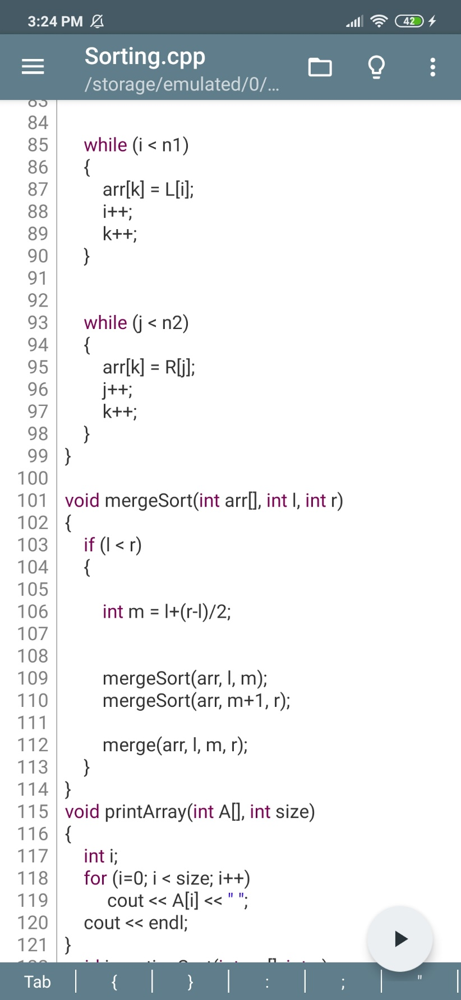 3:24 PM 42
Sorting.cpp
/storage/emulated/0/...
83
84
85 while (i < n1)
86 {
87 arr[k] = L[i];
88 i++;
89 k++;
90 }
91
92
93 while (j < n2)
94 {
95 arr[k] = R[j];
96 j++;
97 k++;
98 }
99 }
100
101 void mergeSort(int arr[], int l, int r)
102 {
103 if (l < r)
104 {
105
106 int m = l+(r-l)/2;
107
108
109 mergeSort(arr, l, m);
110 mergeSort(arr, m+1, r);
111
112 merge(arr, l, m, r);
113 }
114 }
115 void printArray(int A[], int size)
116 {
117 int i;
118 for (i=0; i < size; i++)
119 cout << A[i] << " ";
120 cout << endl;
121 }
Tab | { | } | : | ; | " |